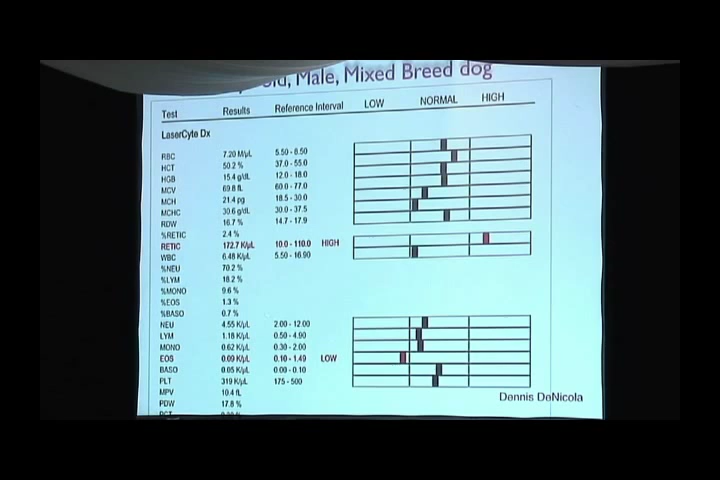 old, Male, Mixed Breed dog
Test Results Reference Interval LOW NORMAL HIGH
LaserCyte Dx
RBC 7.20 M/µL 5.50 - 8.50
HCT 50.2 % 37.0 - 55.0
HGB 15.4 g/dL 12.0 - 18.0
MCV 69.8 fL 60.0 - 77.0
MCH 21.4 pg 18.5 - 30.0
MCHC 30.6 g/dL 30.0 - 37.5
RDW 16.7 % 14.7 - 17.9
%RETIC 2.4 %
RETIC 172.7 K/µL 10.0 - 110.0 HIGH
WBC 6.48 K/µL 5.50 - 16.90
%NEU 70.2 %
%LYM 18.2 %
%MONO 9.6 %
%EOS 1.3 %
%BASO 0.7 %
NEU 4.55 K/µL 2.00 - 12.00
LYM 1.18 K/µL 0.50 - 4.90
MONO 0.62 K/µL 0.30 - 2.00
EOS 0.09 K/µL 0.10 - 1.49 LOW
BASO 0.05 K/µL 0.00 - 0.10
PLT 319 K/µL 175 - 500
MPV 10.4 fL
PDW 17.8 %
PCT
Dennis DeNicola